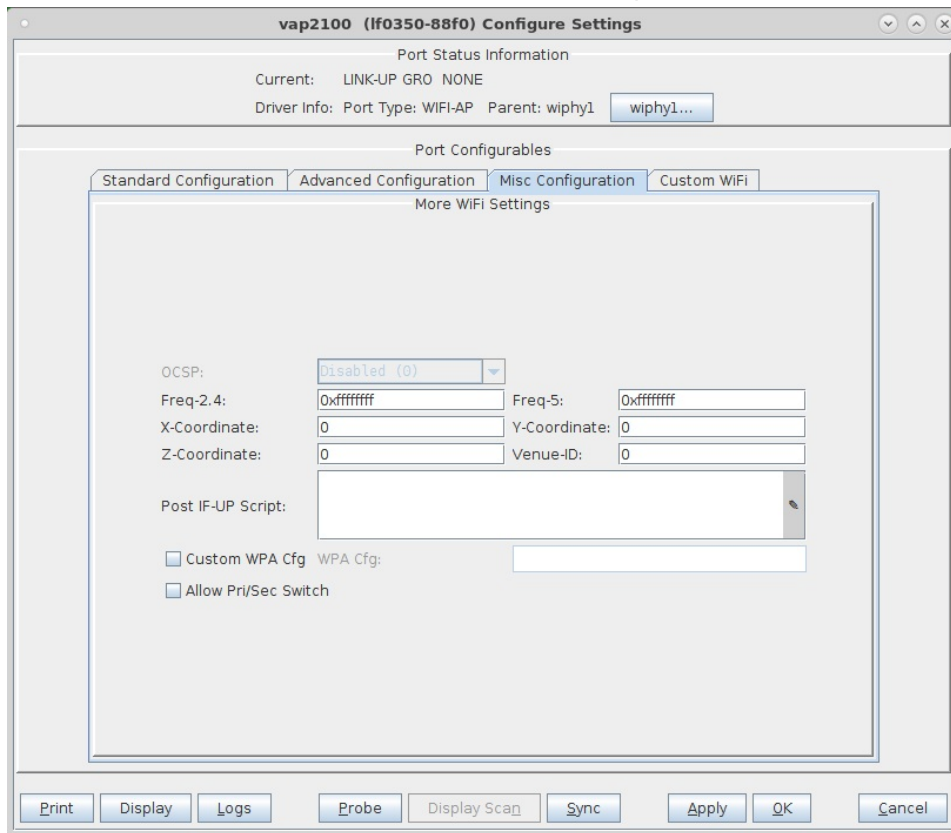 vap2100 (lf0350-88f0) Configure Settings
Port Status Information
Current: LINK-UP GRO NONE
Driver Info: Port Type: WIFI-AP Parent: wiphy1 wiphy1...
Port Configurables
Standard Configuration Advanced Configuration Misc Configuration Custom WiFi
More WiFi Settings
OCSP: Disabled (0)
Freq-2.4: 0xffffffff Freq-5: 0xffffffff
X-Coordinate: 0 Y-Coordinate: 0
Z-Coordinate: 0 Venue-ID: 0
Post IF-UP Script:
Custom WPA Cfg WPA Cfg:
Allow Pri/Sec Switch
Print Display Logs Probe Display Scan Sync Apply OK Cancel